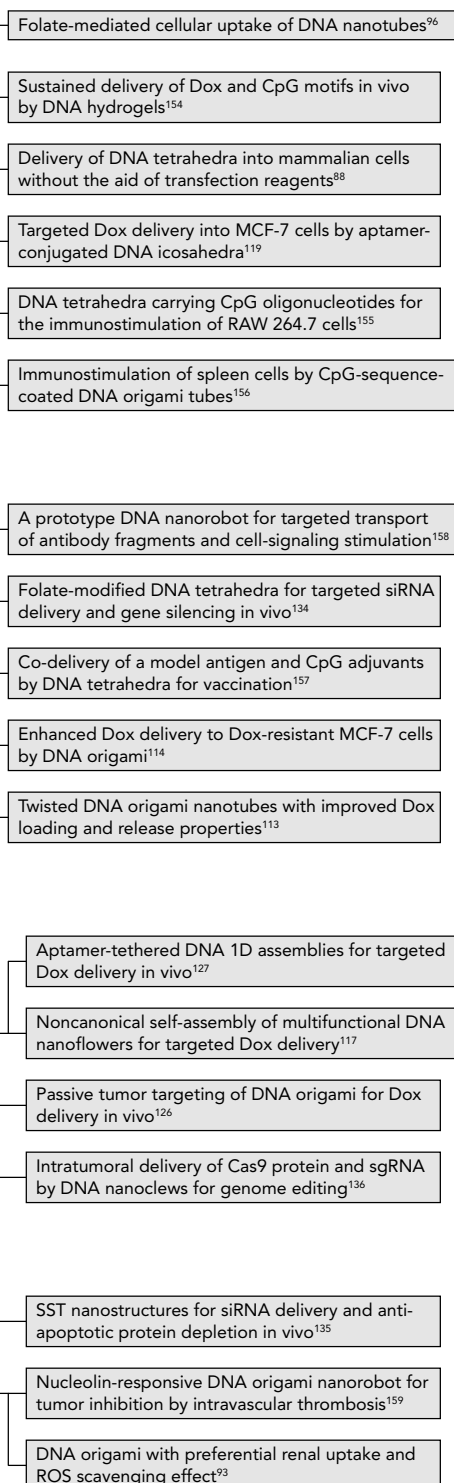 Folate-mediated cellular uptake of DNA nanotubes⁹⁶
Sustained delivery of Dox and CpG motifs in vivo
by DNA hydrogels¹⁵⁴
Delivery of DNA tetrahedra into mammalian cells
without the aid of transfection reagents⁸⁸
Targeted Dox delivery into MCF-7 cells by aptamer-
conjugated DNA icosahedra¹¹⁹
DNA tetrahedra carrying CpG oligonucleotides for
the immunostimulation of RAW 264.7 cells¹⁵⁵
Immunostimulation of spleen cells by CpG-sequence-
coated DNA origami tubes¹⁵⁶
A prototype DNA nanorobot for targeted transport
of antibody fragments and cell-signaling stimulation¹⁵⁸
Folate-modified DNA tetrahedra for targeted siRNA
delivery and gene silencing in vivo¹³⁴
Co-delivery of a model antigen and CpG adjuvants
by DNA tetrahedra for vaccination¹⁵⁷
Enhanced Dox delivery to Dox-resistant MCF-7 cells
by DNA origami¹¹⁴
Twisted DNA origami nanotubes with improved Dox
loading and release properties¹¹³
Aptamer-tethered DNA 1D assemblies for targeted
Dox delivery in vivo¹²⁷
Noncanonical self-assembly of multifunctional DNA
nanoflowers for targeted Dox delivery¹¹⁷
Passive tumor targeting of DNA origami for Dox
delivery in vivo¹²⁶
Intratumoral delivery of Cas9 protein and sgRNA
by DNA nanoclews for genome editing¹³⁶
SST nanostructures for siRNA delivery and anti-
apoptotic protein depletion in vivo¹³⁵
Nucleolin-responsive DNA origami nanorobot for
tumor inhibition by intravascular thrombosis¹⁵⁹
DNA origami with preferential renal uptake and
ROS scavenging effect⁹³